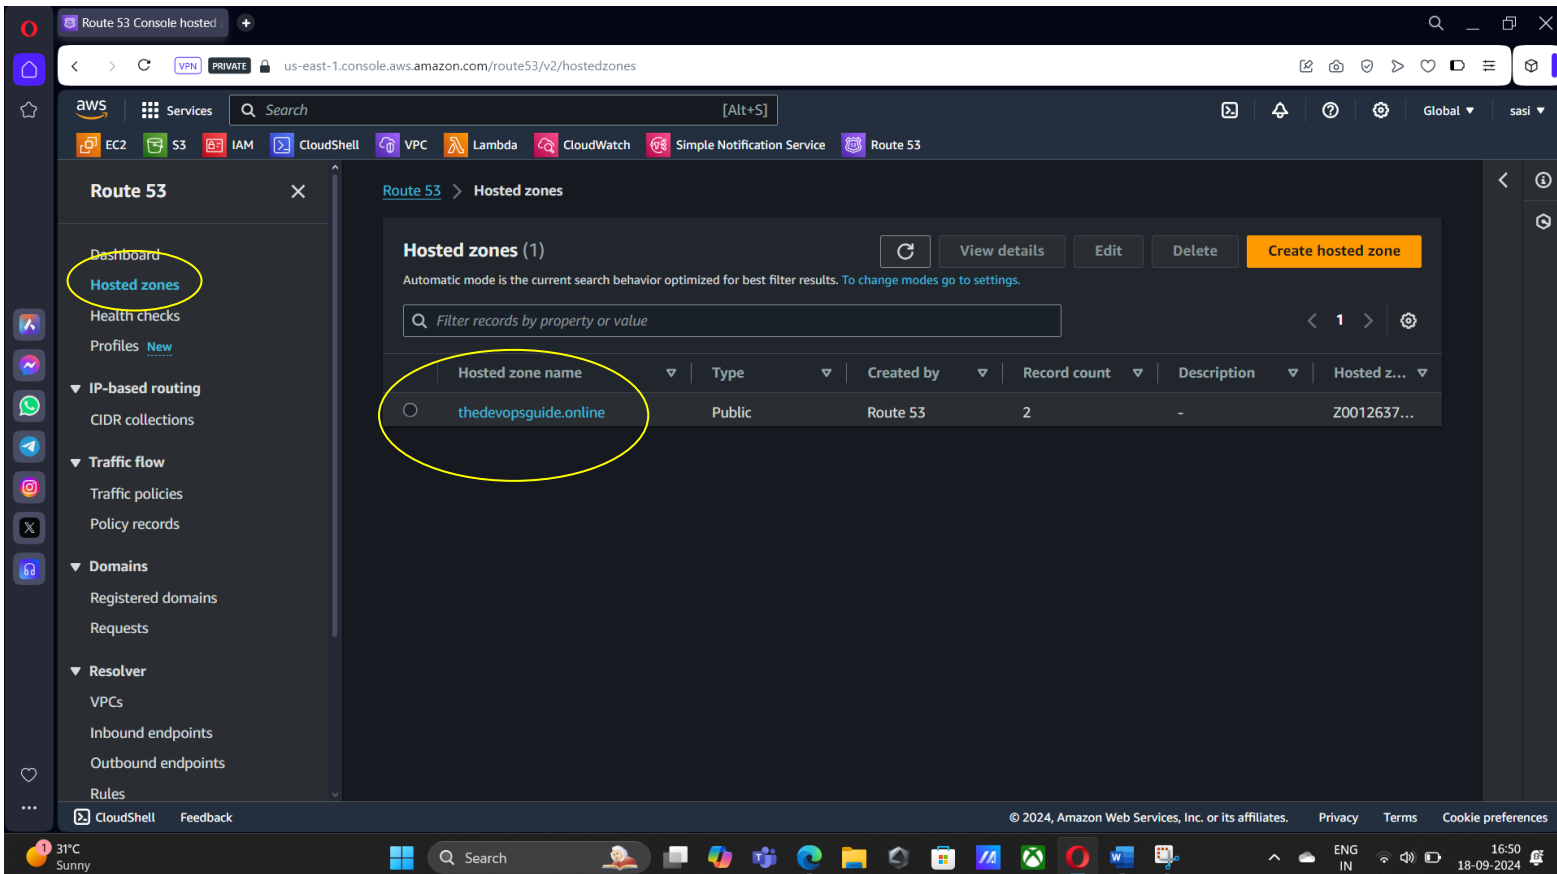 Route 53 Console hosted
VPN PRIVATE us-east-1.console.aws.amazon.com/route53/v2/hostedzones
aws Services Search [Alt+S] Global sasi
EC2 S3 IAM CloudShell VPC Lambda CloudWatch Simple Notification Service Route 53
Route 53
Dashboard
Hosted zones
Health checks
Profiles New
IP-based routing
CIDR collections
Traffic flow
Traffic policies
Policy records
Domains
Registered domains
Requests
Resolver
VPCs
Inbound endpoints
Outbound endpoints
Rules
Route 53 > Hosted zones
Hosted zones (1) View details Edit Delete Create hosted zone
Automatic mode is the current search behavior optimized for best filter results. To change modes go to settings.
Filter records by property or value 1
Hosted zone name Type Created by Record count Description Hosted z...
thedevopsguide.online Public Route 53 2 - Z0012637...
CloudShell Feedback © 2024, Amazon Web Services, Inc. or its affiliates. Privacy Terms Cookie preferences
1 31°C Search ENG 16:50
Sunny IN 18-09-2024